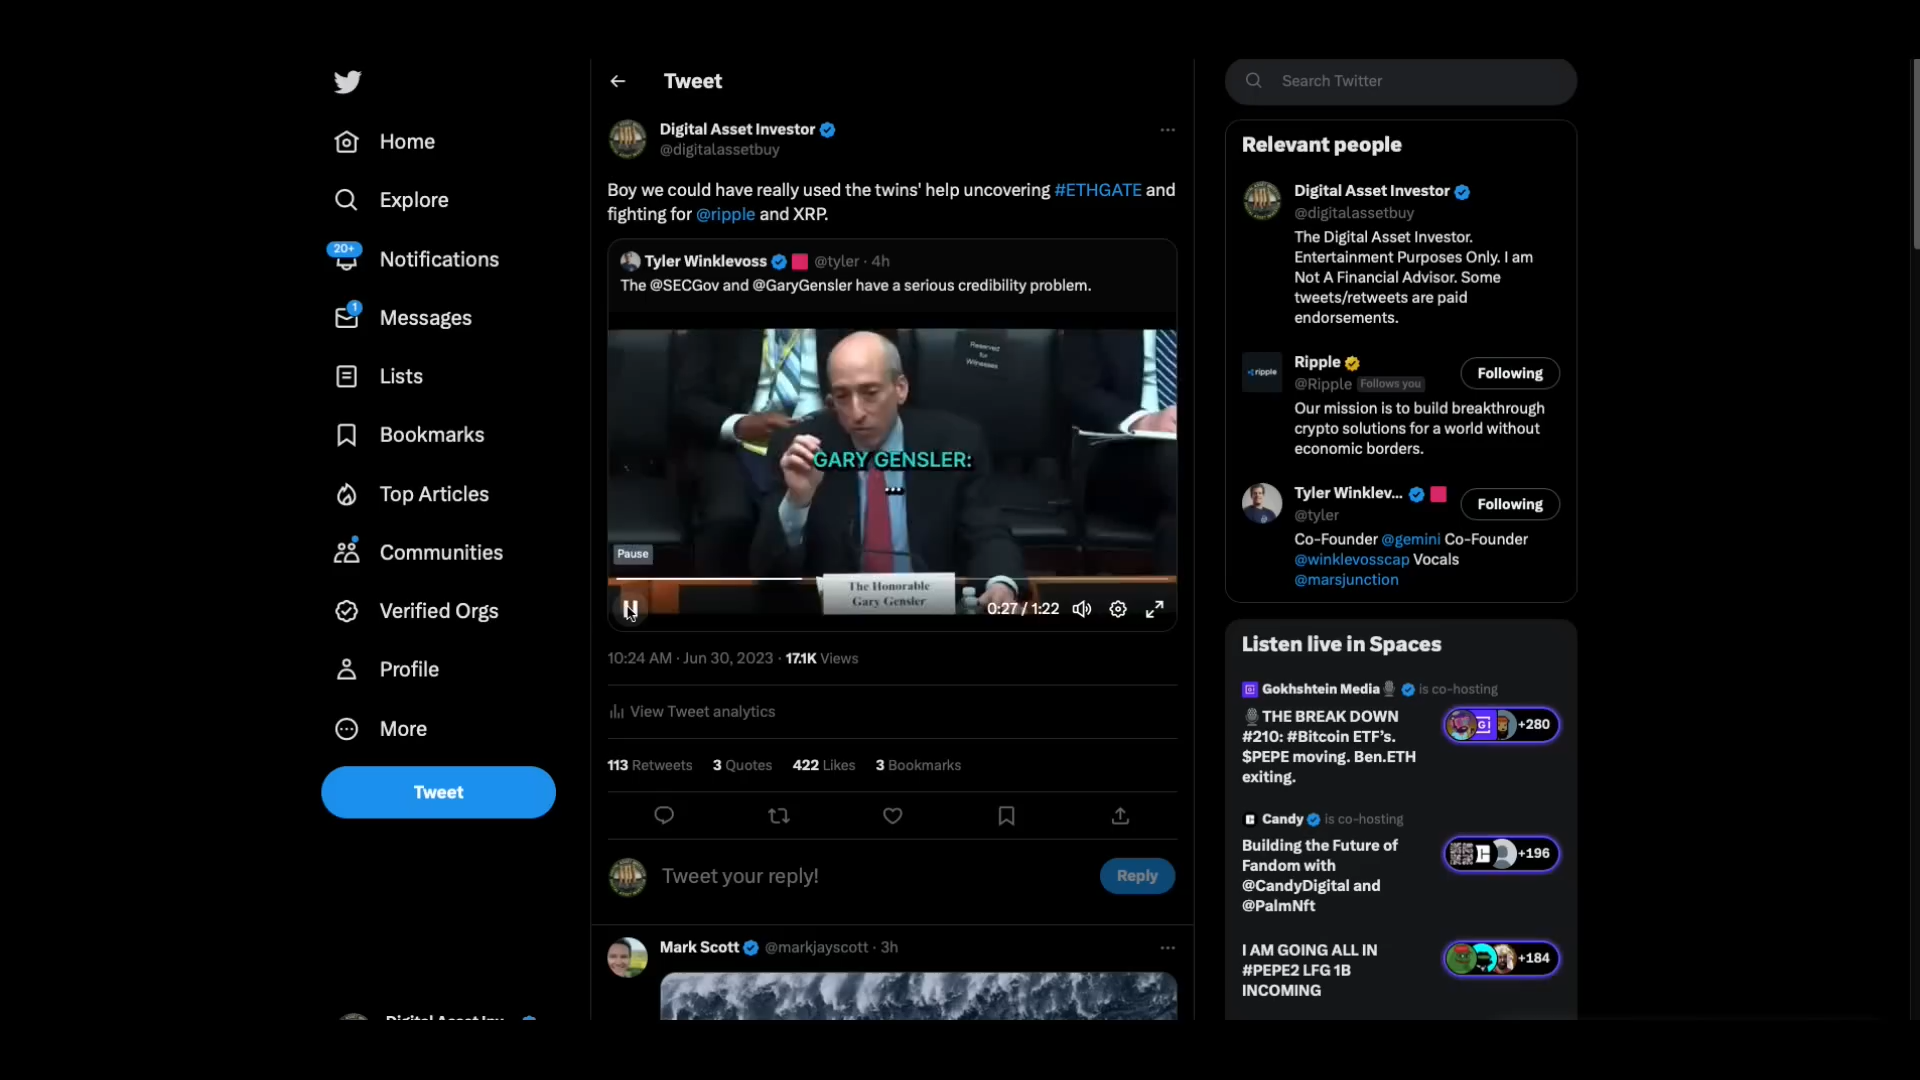 Home
Explore
20+
Notifications
1
Messages
Lists
Bookmarks
Top Articles
Communities
Verified Orgs
Profile
More
Tweet
Tweet
Digital Asset Investor
@digitalassetbuy
Boy we could have really used the twins' help uncovering #ETHGATE and
fighting for @ripple and XRP.
Tyler Winklevoss @tyler · 4h
The @SECGov and @GaryGensler have a serious credibility problem.
Reserved
for
Witnesses
GARY GENSLER:
...
Pause
The Honorable
Gary Gensler
0:27 / 1:22
10:24 AM · Jun 30, 2023 · 17.1K Views
View Tweet analytics
113 Retweets 3 Quotes 422 Likes 3 Bookmarks
Tweet your reply!
Reply
Mark Scott @markjayscott · 3h
Search Twitter
Relevant people
Digital Asset Investor
@digitalassetbuy
The Digital Asset Investor.
Entertainment Purposes Only. I am
Not A Financial Advisor. Some
tweets/retweets are paid
endorsements.
ripple
Ripple
@Ripple Follows you
Following
Our mission is to build breakthrough
crypto solutions for a world without
economic borders.
Tyler Winklev...
@tyler
Following
Co-Founder @gemini Co-Founder
@winklevosscap Vocals
@marsjunction
Listen live in Spaces
Gokhshtein Media is co-hosting
THE BREAK DOWN
#210: #Bitcoin ETF's.
$PEPE moving. Ben.ETH
exiting.
+280
Candy is co-hosting
Building the Future of
Fandom with
@CandyDigital and
@PalmNft
+196
I AM GOING ALL IN
#PEPE2 LFG 1B
INCOMING
+184